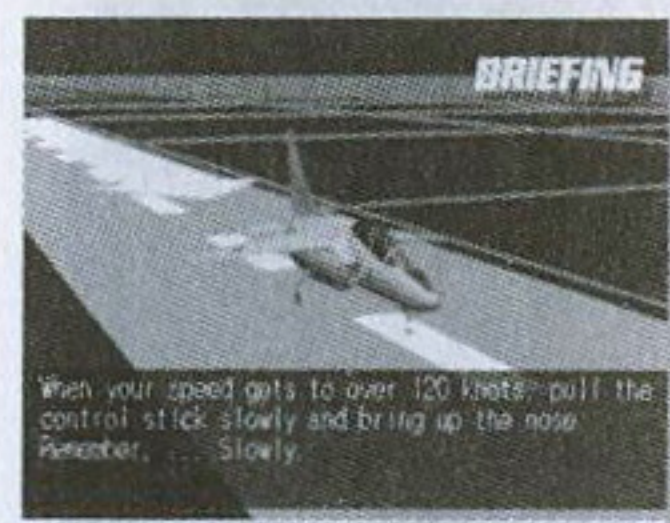 BRIEFING
When your speed gets to over 120 knots, pull the
control stick slowly and bring up the nose.
Remember, ... Slowly.